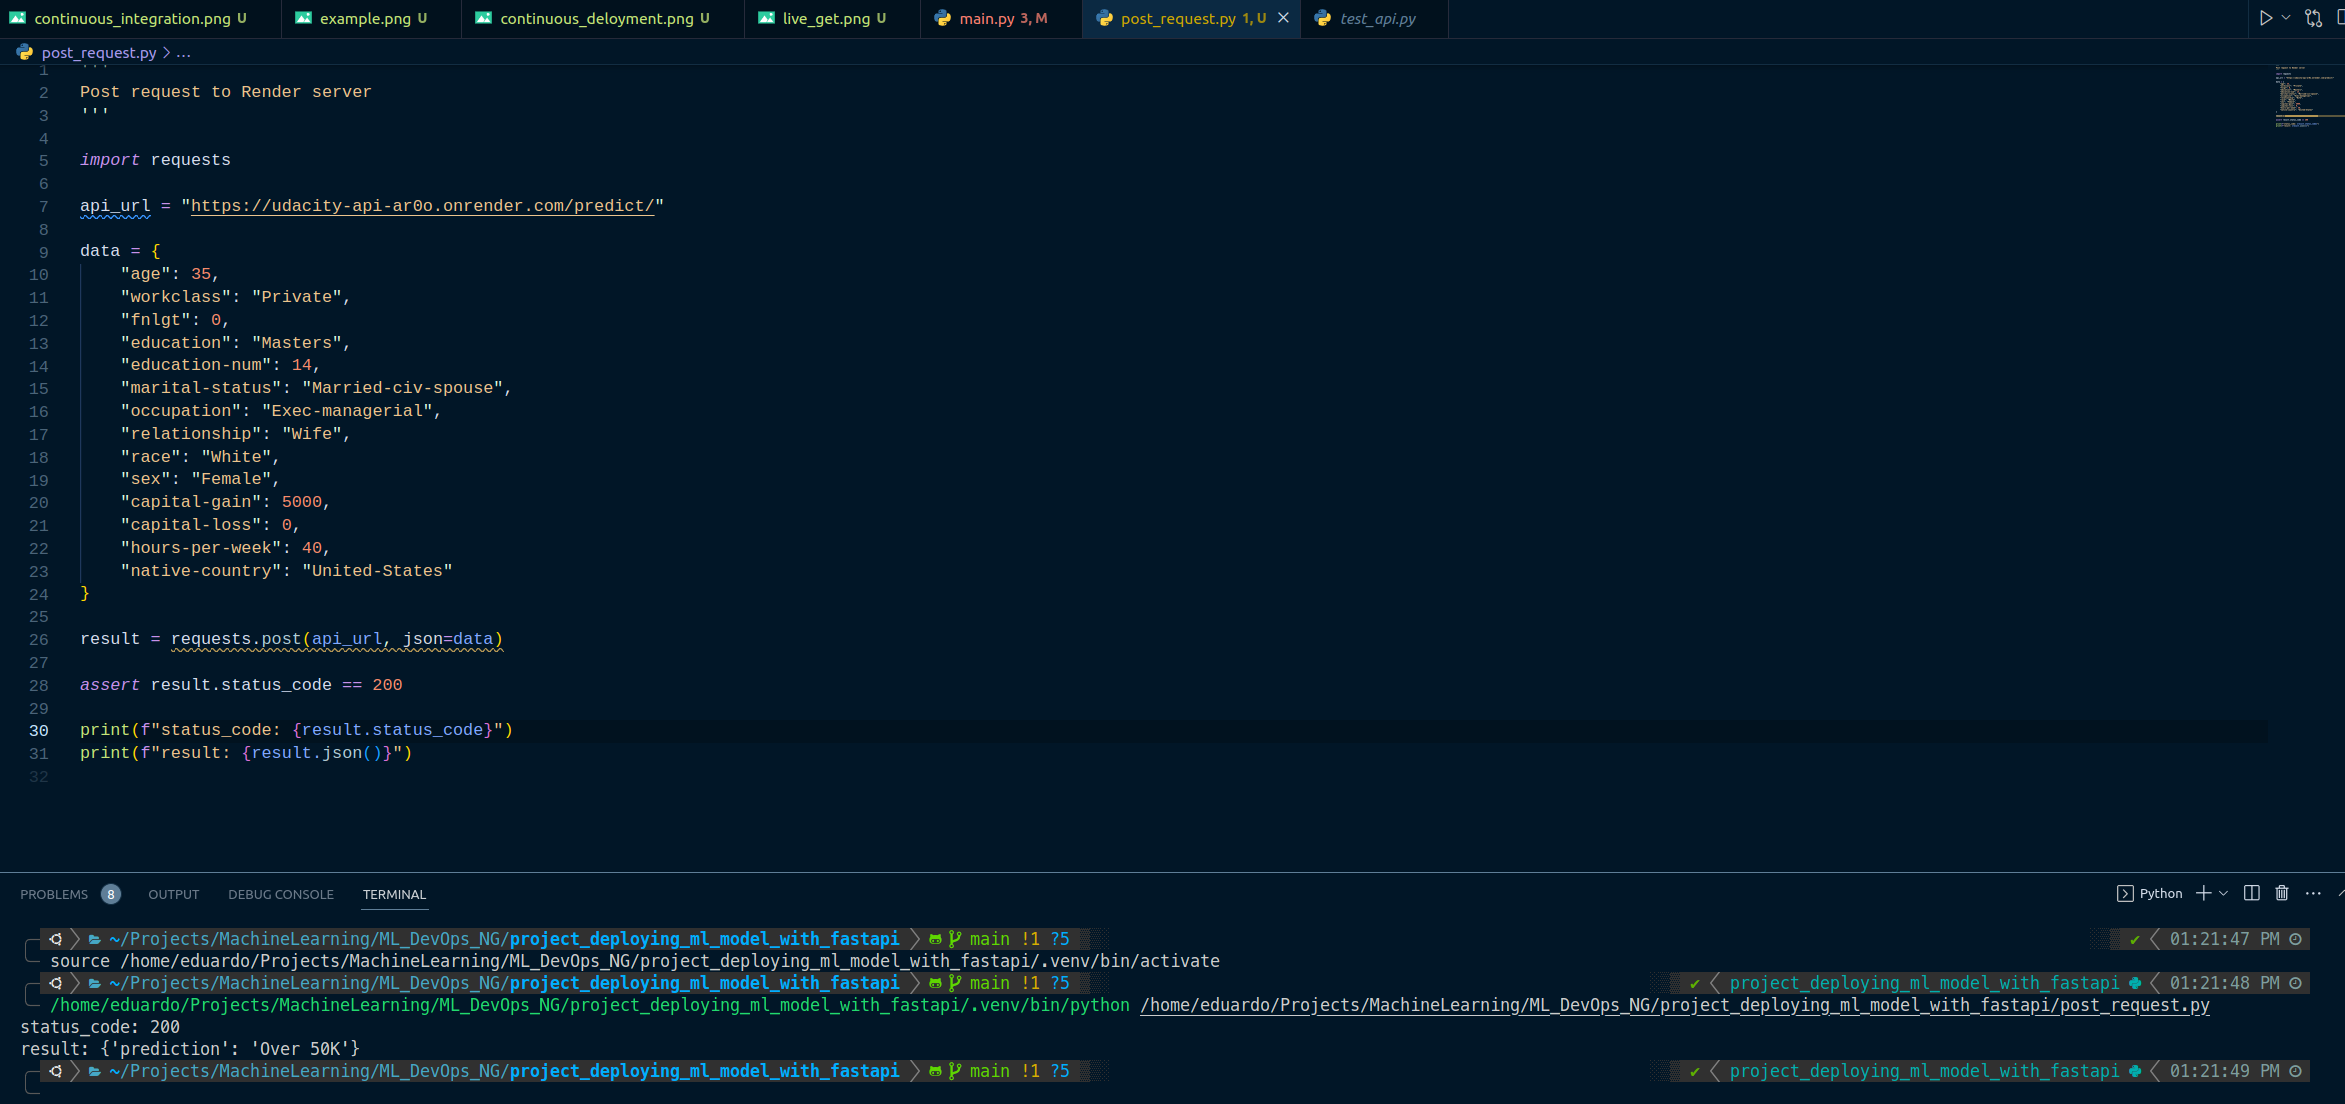 continuous_integration.png U example.png U continuous_deloyment.png U live_get.png U main.py 3, M post_request.py 1, U test_api.py
post_request.py > ...
1 '''
2 Post request to Render server
3 '''
4
5 import requests
6
7 api_url = "https://udacity-api-ar0o.onrender.com/predict/"
8
9 data = {
10 "age": 35,
11 "workclass": "Private",
12 "fnlgt": 0,
13 "education": "Masters",
14 "education-num": 14,
15 "marital-status": "Married-civ-spouse",
16 "occupation": "Exec-managerial",
17 "relationship": "Wife",
18 "race": "White",
19 "sex": "Female",
20 "capital-gain": 5000,
21 "capital-loss": 0,
22 "hours-per-week": 40,
23 "native-country": "United-States"
24 }
25
26 result = requests.post(api_url, json=data)
27
28 assert result.status_code == 200
29
30 print(f"status_code: {result.status_code}")
31 print(f"result: {result.json()}")
32
PROBLEMS 8 OUTPUT DEBUG CONSOLE TERMINAL Python
~/Projects/MachineLearning/ML_DevOps_NG/project_deploying_ml_model_with_fastapi main !1 ?5 ✔ 01:21:47 PM
source /home/eduardo/Projects/MachineLearning/ML_DevOps_NG/project_deploying_ml_model_with_fastapi/.venv/bin/activate
~/Projects/MachineLearning/ML_DevOps_NG/project_deploying_ml_model_with_fastapi main !1 ?5 ✔ project_deploying_ml_model_with_fastapi 01:21:48 PM
/home/eduardo/Projects/MachineLearning/ML_DevOps_NG/project_deploying_ml_model_with_fastapi/.venv/bin/python /home/eduardo/Projects/MachineLearning/ML_DevOps_NG/project_deploying_ml_model_with_fastapi/post_request.py
status_code: 200
result: {'prediction': 'Over 50K'}
~/Projects/MachineLearning/ML_DevOps_NG/project_deploying_ml_model_with_fastapi main !1 ?5 ✔ project_deploying_ml_model_with_fastapi 01:21:49 PM